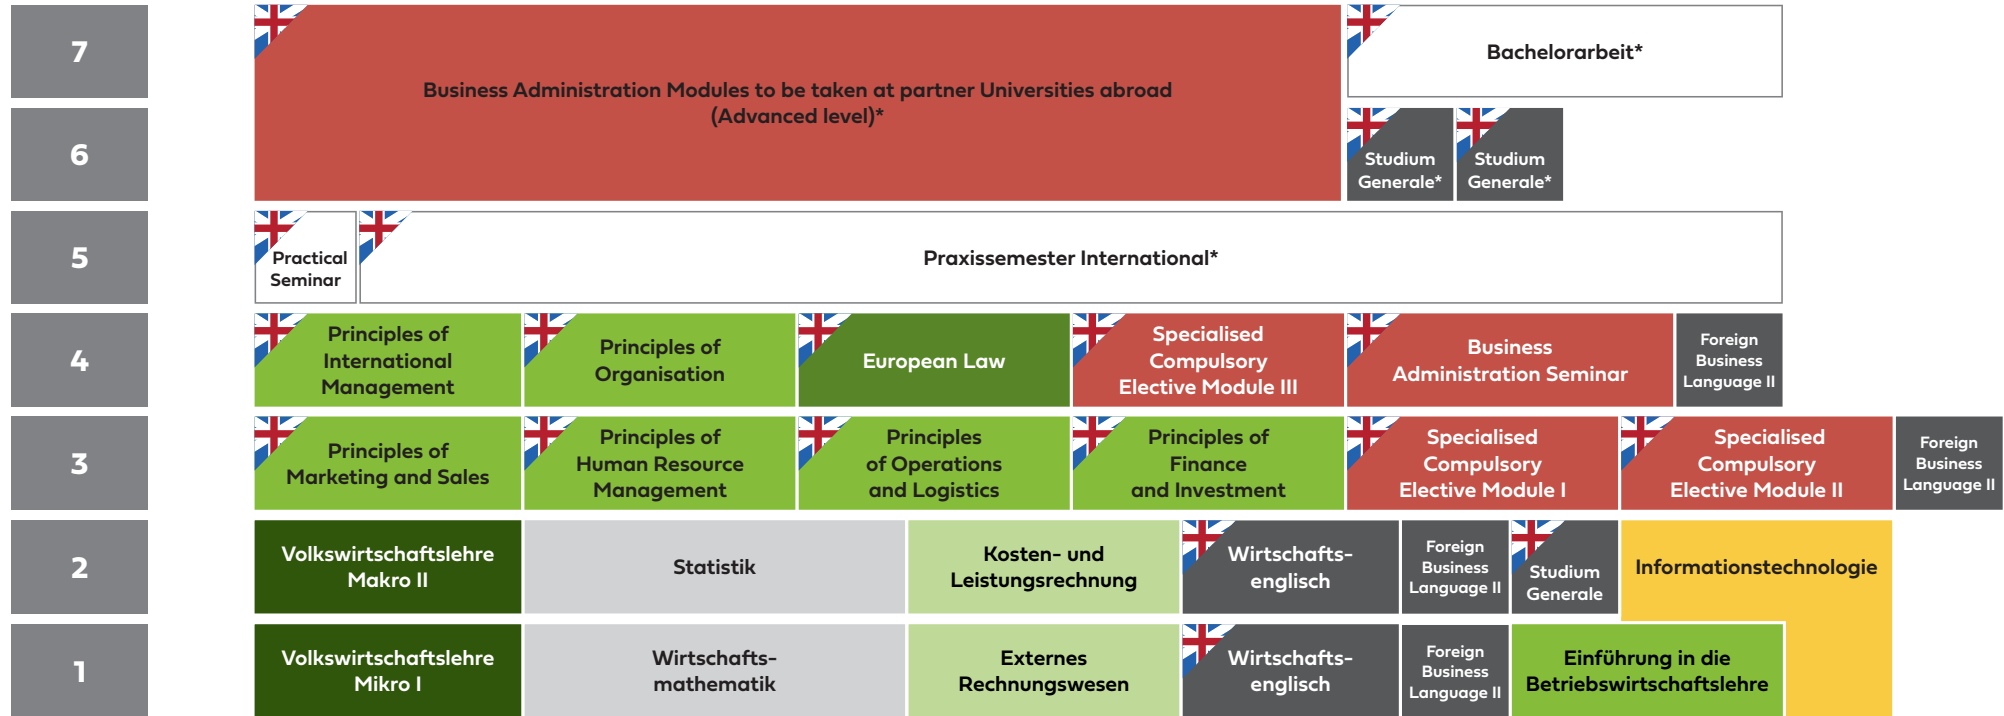 7
Business Administration Modules to be taken at partner Universities abroad
(Advanced level)*
Bachelorarbeit*
6
Studium
Generale*
Studium
Generale*
5
Practical
Seminar
Praxissemester International*
4
Principles of
International
Management
Principles of
Organisation
European Law
Specialised
Compulsory
Elective Module III
Business
Administration Seminar
Foreign
Business
Language II
3
Principles of
Marketing and Sales
Principles of
Human Resource
Management
Principles
of Operations
and Logistics
Principles of
Finance
and Investment
Specialised
Compulsory
Elective Module I
Specialised
Compulsory
Elective Module II
Foreign
Business
Language II
2
Volkswirtschaftslehre
Makro II
Statistik
Kosten- und
Leistungsrechnung
Wirtschafts-
englisch
Foreign
Business
Language II
Studium
Generale
Informationstechnologie
1
Volkswirtschaftslehre
Mikro I
Wirtschafts-
mathematik
Externes
Rechnungswesen
Wirtschafts-
englisch
Foreign
Business
Language II
Einführung in die
Betriebswirtschaftslehre